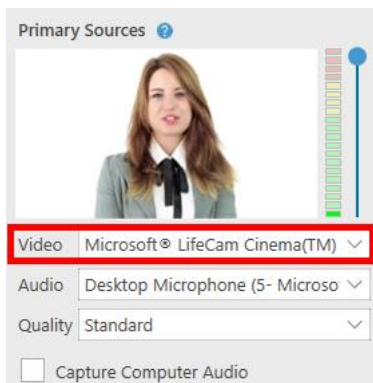 Primary Sources ?
Video Microsoft® LifeCam Cinema(TM)
Audio Desktop Microphone (5- Microso
Quality Standard
Capture Computer Audio